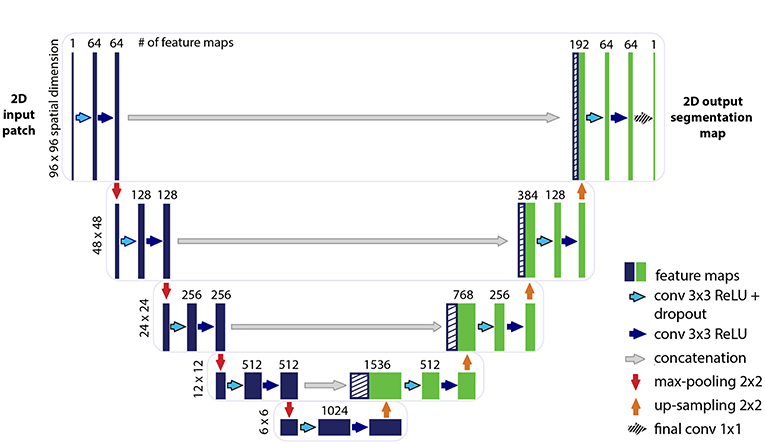 1 64 64 # of feature maps 192 64 64 1
96 x 96 spatial dimension
2D
input
patch
2D output
segmentation
map
128 128 384 128
48 x 48
256 256 768 256
24 x 24
512 512 1536 512
12 x 12
1024
6 x 6
feature maps
conv 3x3 ReLU +
dropout
conv 3x3 ReLU
concatenation
max-pooling 2x2
up-sampling 2x2
final conv 1x1